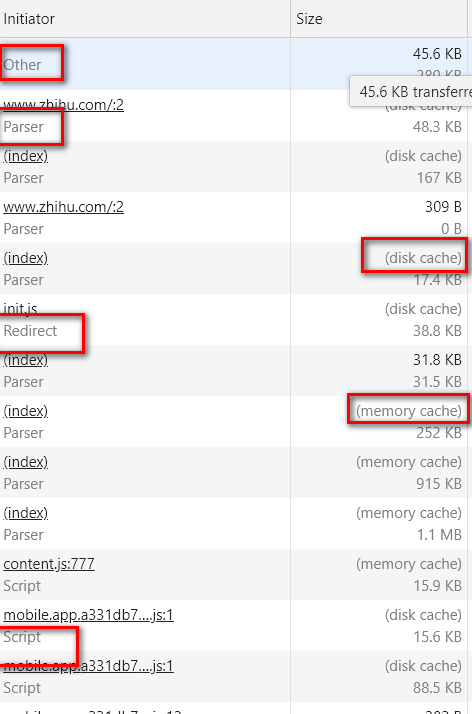 Initiator Size
Other 45.6 KB
280 KB
45.6 KB transferre
www.zhihu.com/:2 (disk cache)
Parser 48.3 KB
(index) (disk cache)
Parser 167 KB
www.zhihu.com/:2 309 B
Parser 0 B
(index) (disk cache)
Parser 17.4 KB
init.js (disk cache)
Redirect 38.8 KB
(index) 31.8 KB
Parser 31.5 KB
(index) (memory cache)
Parser 252 KB
(index) (memory cache)
Parser 915 KB
(index) (memory cache)
Parser 1.1 MB
content.js:777 (memory cache)
Script 15.9 KB
mobile.app.a331db7....js:1 (disk cache)
Script 15.6 KB
mobile.app.a331db7....js:1 (disk cache)
Script 88.5 KB